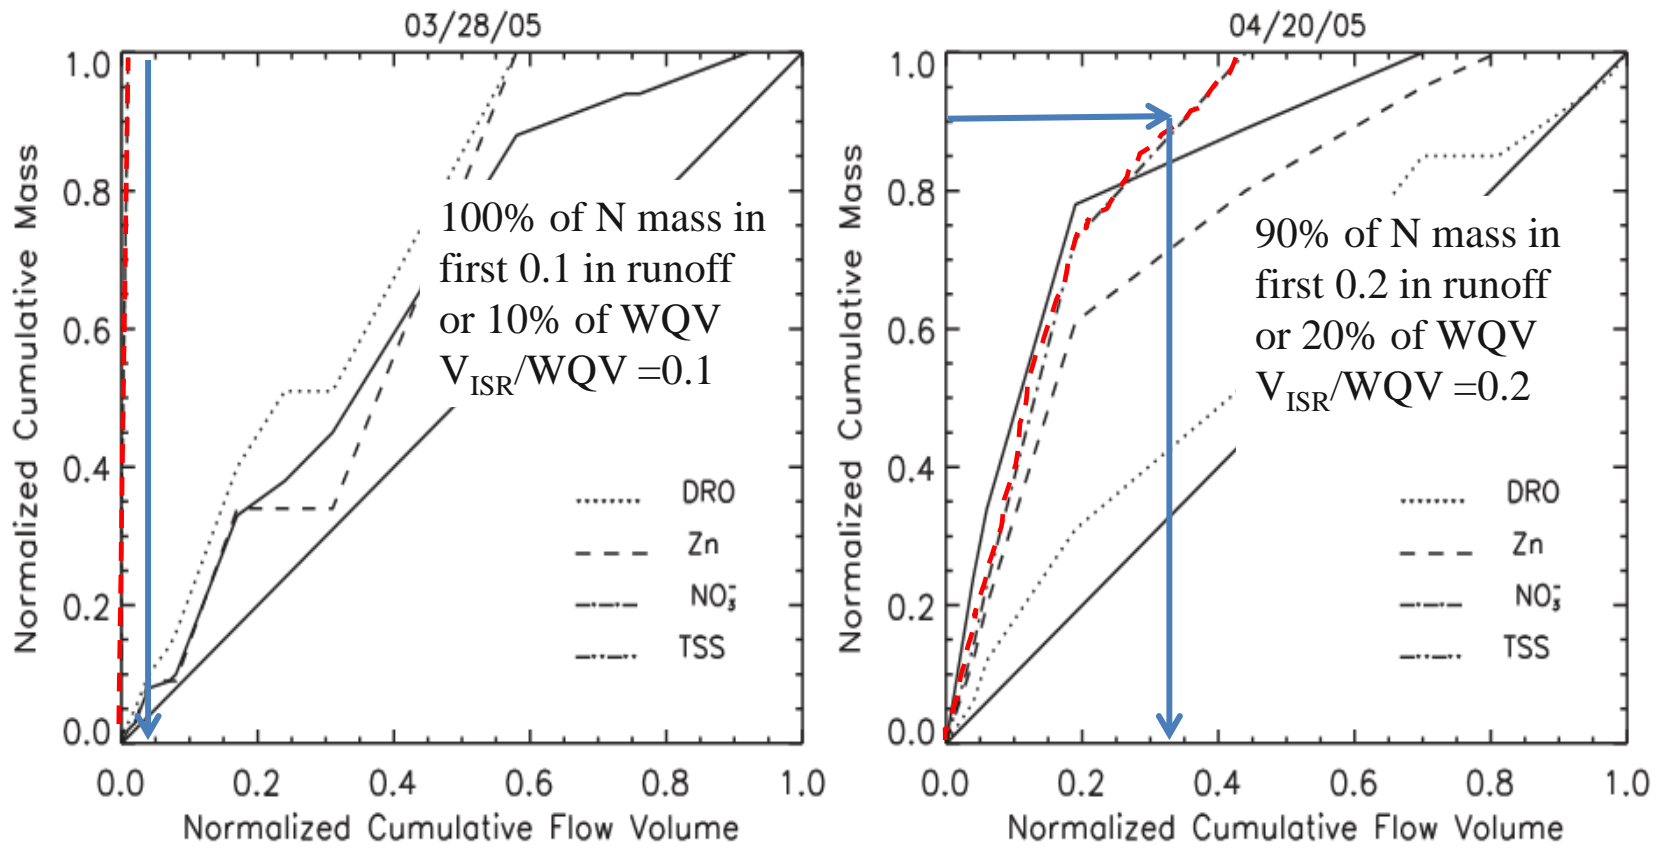 03/28/05
1.0
0.8
0.6
0.4
0.2
0.0
Normalized Cumulative Mass
100% of N mass in
first 0.1 in runoff
or 10% of WQV
V_ISR/WQV =0.1
DRO
Zn
NO₃⁻
TSS
0.0 0.2 0.4 0.6 0.8 1.0
Normalized Cumulative Flow Volume
04/20/05
1.0
0.8
0.6
0.4
0.2
0.0
Normalized Cumulative Mass
90% of N mass in
first 0.2 in runoff
or 20% of WQV
V_ISR/WQV =0.2
DRO
Zn
NO₃⁻
TSS
0.0 0.2 0.4 0.6 0.8 1.0
Normalized Cumulative Flow Volume